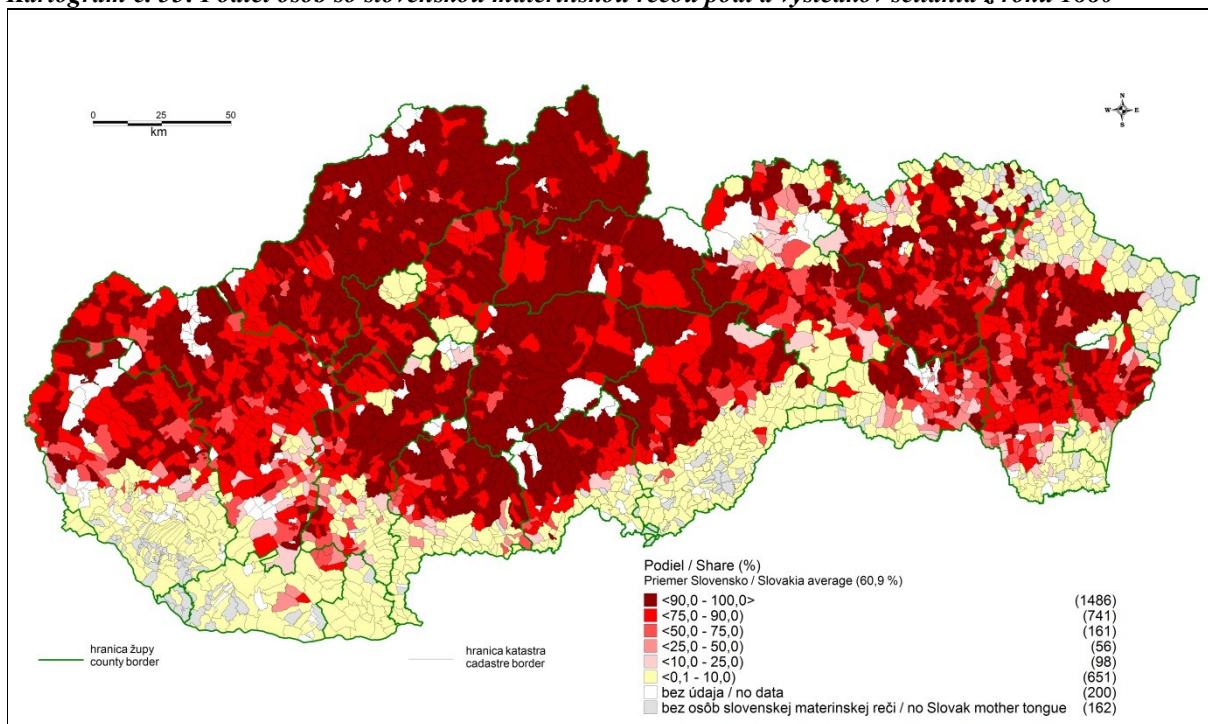 0 25 50
km
N
W E
S
Podiel / Share (%)
Priemer Slovensko / Slovakia average (60,9 %)
<90,0 - 100,0> (1486)
<75,0 - 90,0) (741)
<50,0 - 75,0) (161)
<25,0 - 50,0) (56)
<10,0 - 25,0) (98)
<0,1 - 10,0) (651)
bez údaja / no data (200)
bez osôb slovenskej materinskej reči / no Slovak mother tongue (162)
hranica župy
county border
hranica katastra
cadastre border